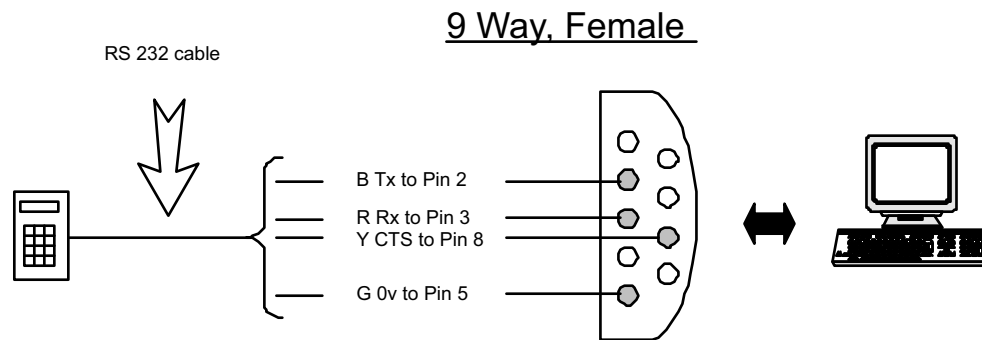 9 Way, Female
RS 232 cable
B Tx to Pin 2
R Rx to Pin 3
Y CTS to Pin 8
G 0v to Pin 5